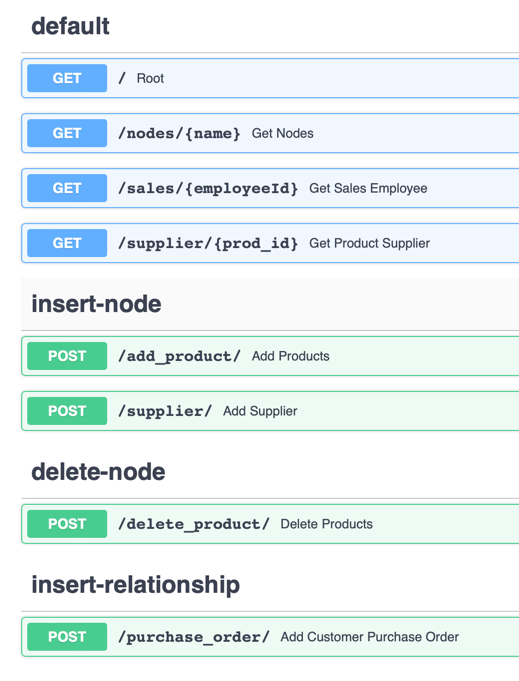 default
GET / Root
GET /nodes/{name} Get Nodes
GET /sales/{employeeId} Get Sales Employee
GET /supplier/{prod_id} Get Product Supplier
insert-node
POST /add_product/ Add Products
POST /supplier/ Add Supplier
delete-node
POST /delete_product/ Delete Products
insert-relationship
POST /purchase_order/ Add Customer Purchase Order